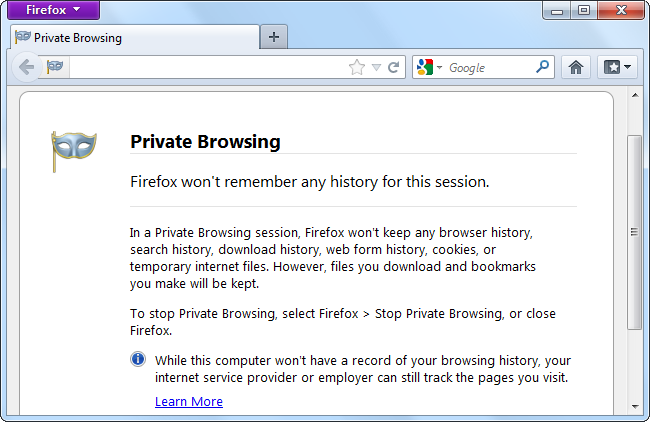 Firefox
Private Browsing
Google
Private Browsing
Firefox won't remember any history for this session.
In a Private Browsing session, Firefox won't keep any browser history,
search history, download history, web form history, cookies, or
temporary internet files. However, files you download and bookmarks
you make will be kept.
To stop Private Browsing, select Firefox > Stop Private Browsing, or close
Firefox.
While this computer won't have a record of your browsing history, your
internet service provider or employer can still track the pages you visit.
Learn More